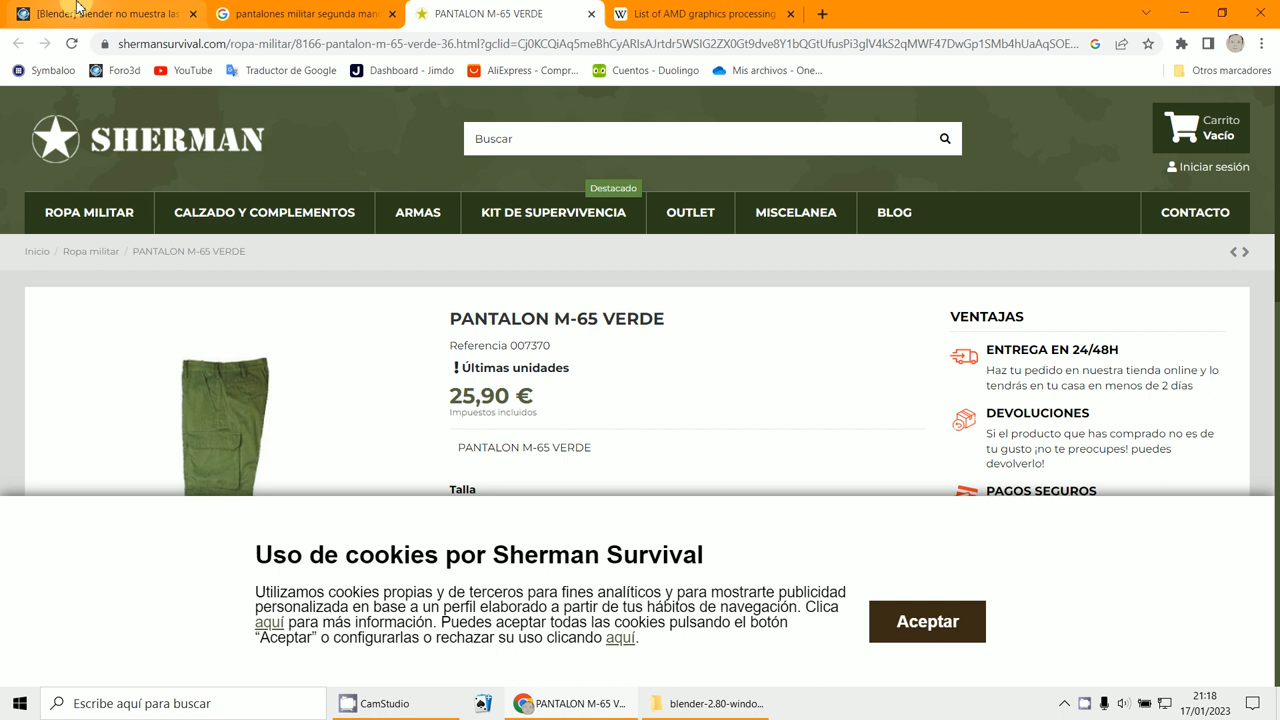 [Blender] Blender no muestra las
pantalones militar segunda man
PANTALON M-65 VERDE
List of AMD graphics processing
shermansurvival.com/ropa-militar/8166-pantalon-m-65-verde-36.html?gclid=
Symbaloo
Foro3d
YouTube
Traductor de Google
Dashboard - Jimdo
AliExpress - Compr...
Cuentos - Duolingo
Mis archivos - One...
Otros marcadores
SHERMAN
Buscar
Carrito
Vacío
Iniciar sesión
Destacado
ROPA MILITAR
CALZADO Y COMPLEMENTOS
ARMAS
KIT DE SUPERVIVENCIA
OUTLET
MISCELANEA
BLOG
CONTACTO
Inicio / Ropa militar / PANTALON M-65 VERDE
PANTALON M-65 VERDE
Referencia 007370
Últimas unidades
25,90 €
Impuestos incluidos
PANTALON M-65 VERDE
Talla
VENTAJAS
ENTREGA EN 24/48H
Haz tu pedido en nuestra tienda online y lo
tendrás en tu casa en menos de 2 días
DEVOLUCIONES
Si el producto que has comprado no es de
tu gusto ¡no te preocupes! puedes
devolverlo!
PAGOS SEGUROS
Uso de cookies por Sherman Survival
Utilizamos cookies propias y de terceros para fines analíticos y para mostrarte publicidad
personalizada en base a un perfil elaborado a partir de tus hábitos de navegación. Clica
aquí para más información. Puedes aceptar todas las cookies pulsando el botón
“Aceptar” o configurarlas o rechazar su uso clicando aquí.
Aceptar
Escribe aquí para buscar
CamStudio
PANTALON M-65 V...
blender-2.80-windo...
21:18
17/01/2023